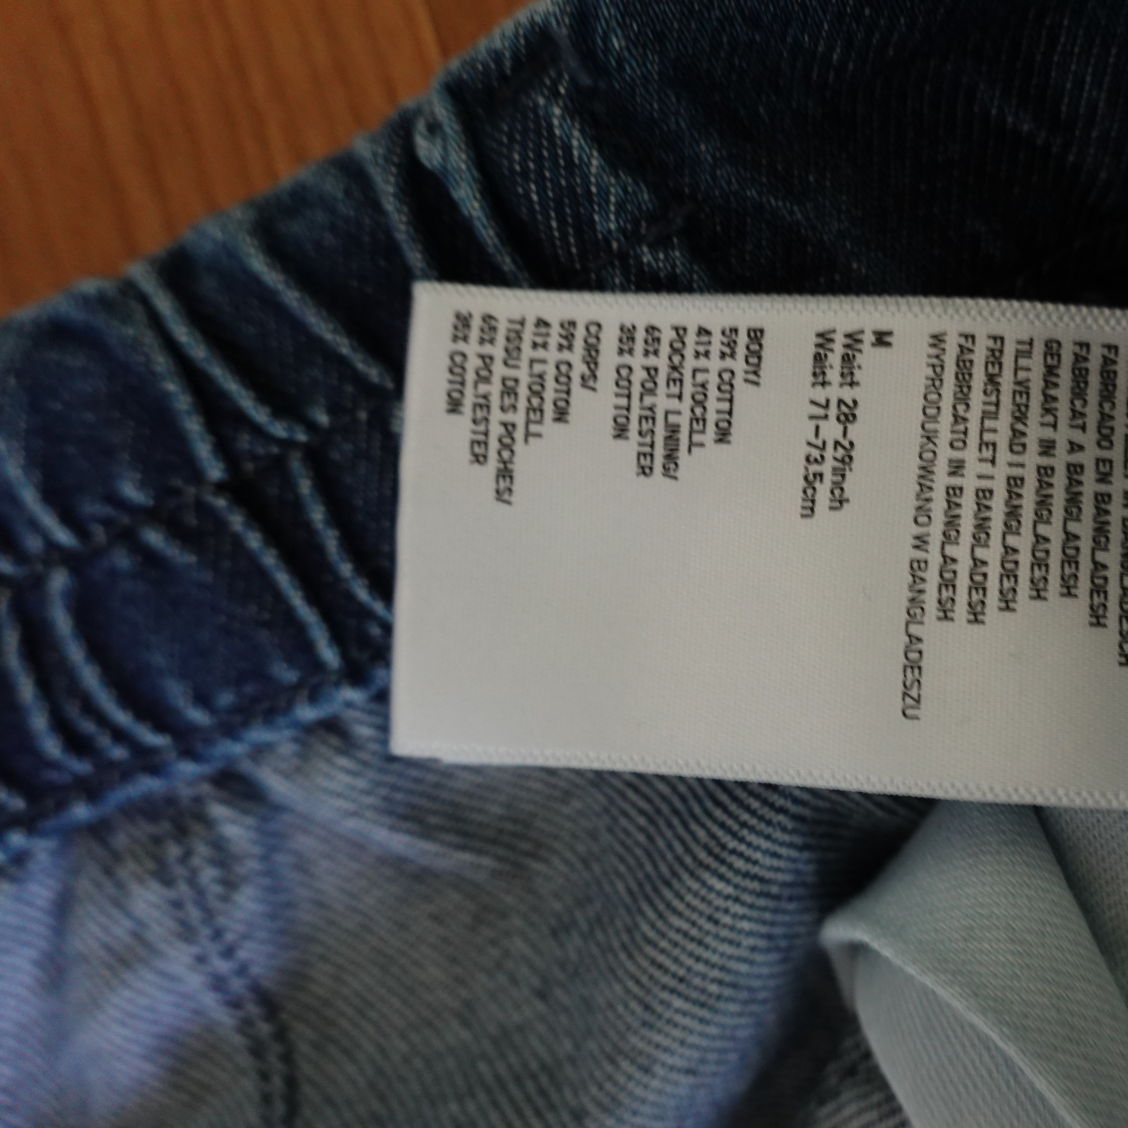 FABRICADO EN BANGLADESH
FABRICAT A BANGLADESH
GEMAAKT IN BANGLADESH
TILLVERKAD I BANGLADESH
FREMSTILLET I BANGLADESH
FABBRICATO IN BANGLADESH
WYPRODUKOWANO W BANGLADESZU
M
Waist 28-29inch
Waist 71-73.5cm
BODY/
59% COTTON
41% LYOCELL
POCKET LINING/
65% POLYESTER
35% COTTON
CORPS/
59% COTON
41% LYOCELL
TISSU DES POCHES/
65% POLYESTER
35% COTON